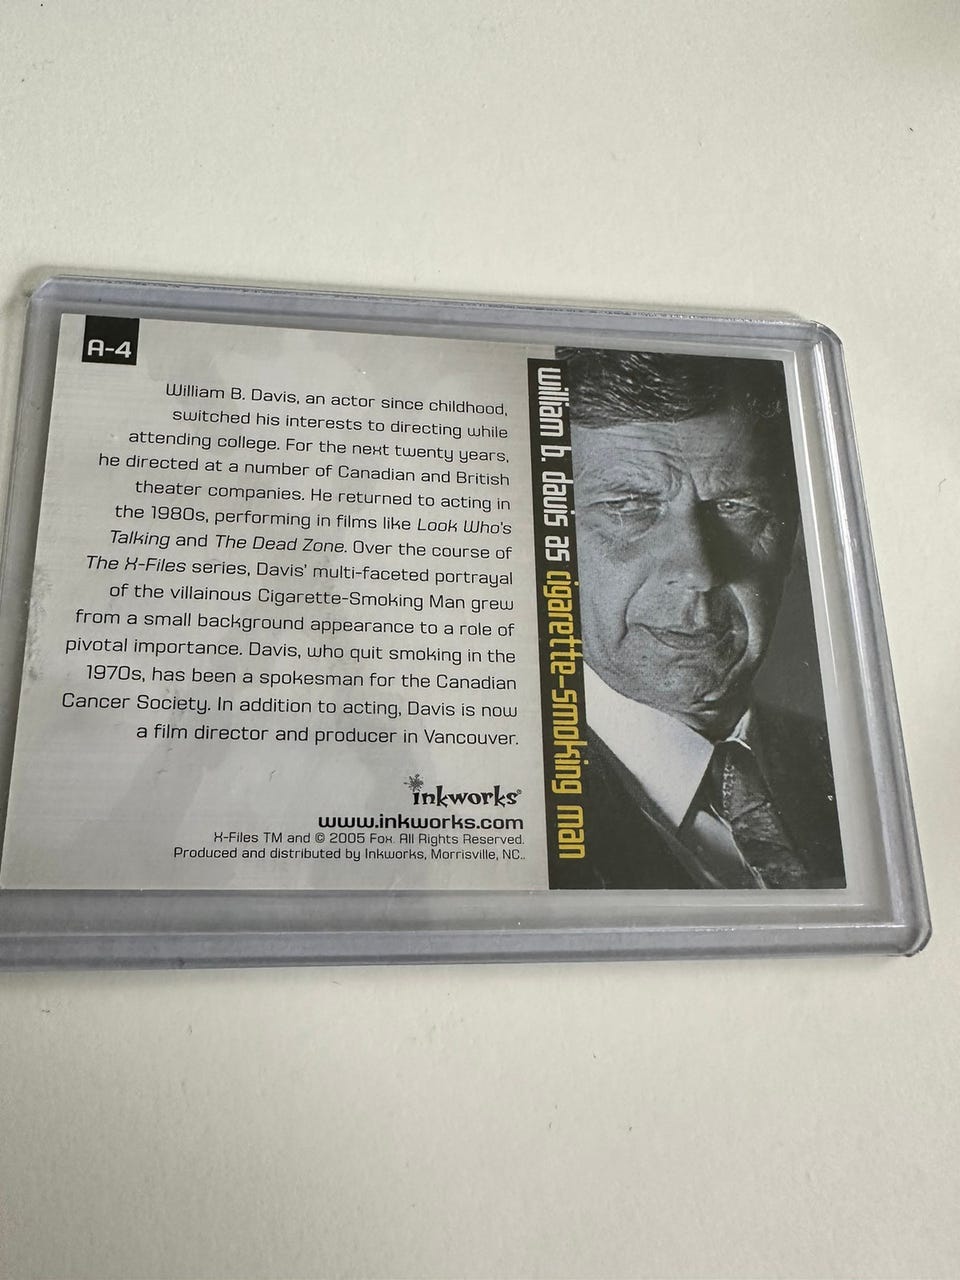 A-4
William B. Davis, an actor since childhood,
switched his interests to directing while
attending college. For the next twenty years,
he directed at a number of Canadian and British
theater companies. He returned to acting in
the 1980s, performing in films like Look Who's
Talking and The Dead Zone. Over the course of
The X-Files series, Davis' multi-faceted portrayal
of the villainous Cigarette-Smoking Man grew
from a small background appearance to a role of
pivotal importance. Davis, who quit smoking in the
1970s, has been a spokesman for the Canadian
Cancer Society. In addition to acting, Davis is now
a film director and producer in Vancouver.
inkworks®
www.inkworks.com
X-Files TM and © 2005 Fox. All Rights Reserved.
Produced and distributed by Inkworks, Morrisville, NC..
william b. davis as cigarette-smoking man